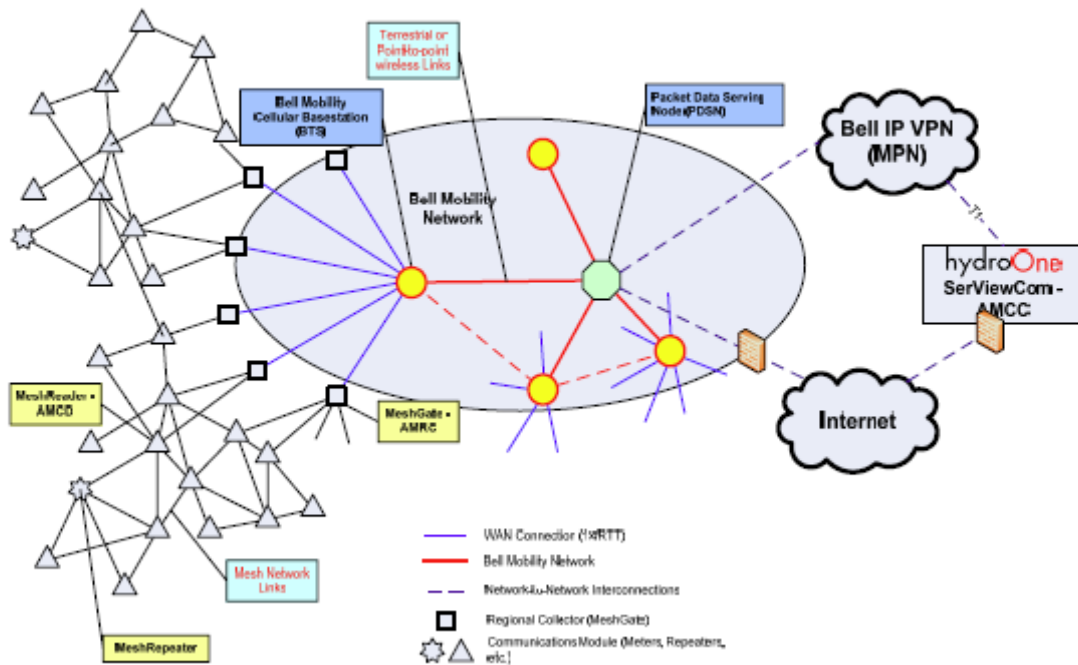 Terrestrial or
Point-to-point
wireless Links
Bell Mobility
Cellular Basestation
(BTS)
Packet Data Serving
Node(PDSN)
Bell IP VPN
(MPN)
Bell Mobility
Network
T1
hydroOne
SerViewCom -
AMCC
MeshReader -
AMCD
MeshGate -
AMRC
Internet
Mesh Network
Links
MeshRepeater
WAN Connection (1xRTT)
Bell Mobility Network
Network-to-Network Interconnections
Regional Collector (MeshGate)
Communications Module (Meters, Repeaters,
etc.)